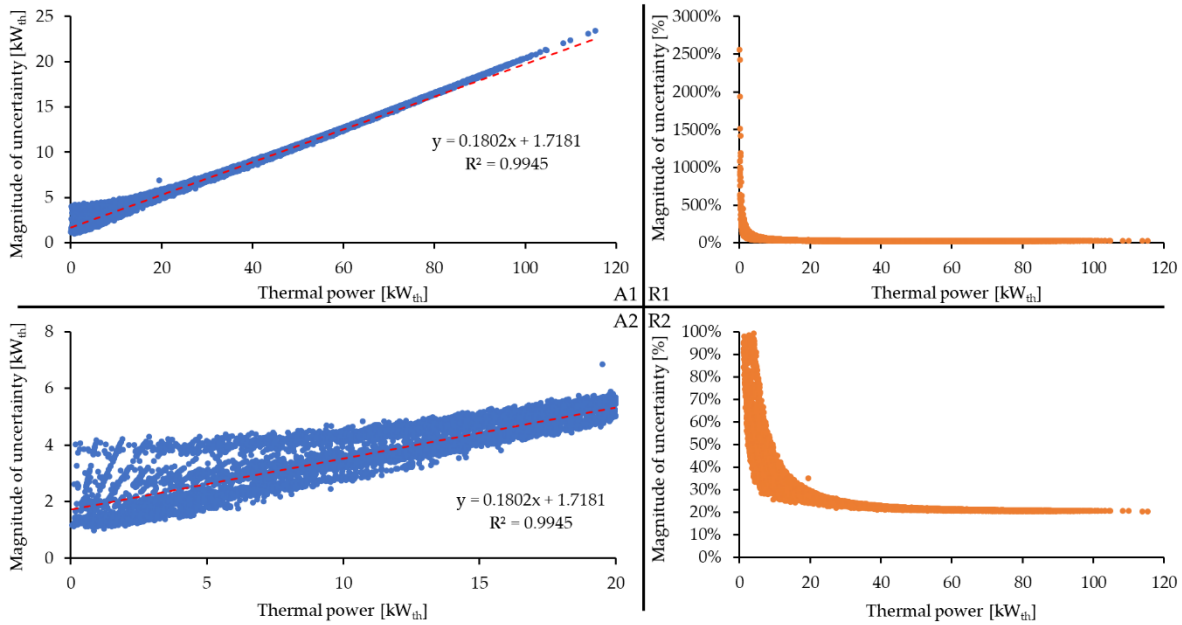 Magnitude of uncertainty [kWth]
25
20
15
10
5
0
y = 0.1802x + 1.7181
R² = 0.9945
0 20 40 60 80 100 120
Thermal power [kWth]
A1
Magnitude of uncertainty [%]
3000%
2500%
2000%
1500%
1000%
500%
0%
0 20 40 60 80 100 120
Thermal power [kWth]
R1
A2
Magnitude of uncertainty [kWth]
8
6
4
2
0
y = 0.1802x + 1.7181
R² = 0.9945
0 5 10 15 20
Thermal power [kWth]
R2
Magnitude of uncertainty [%]
100%
90%
80%
70%
60%
50%
40%
30%
20%
10%
0%
0 20 40 60 80 100 120
Thermal power [kWth]